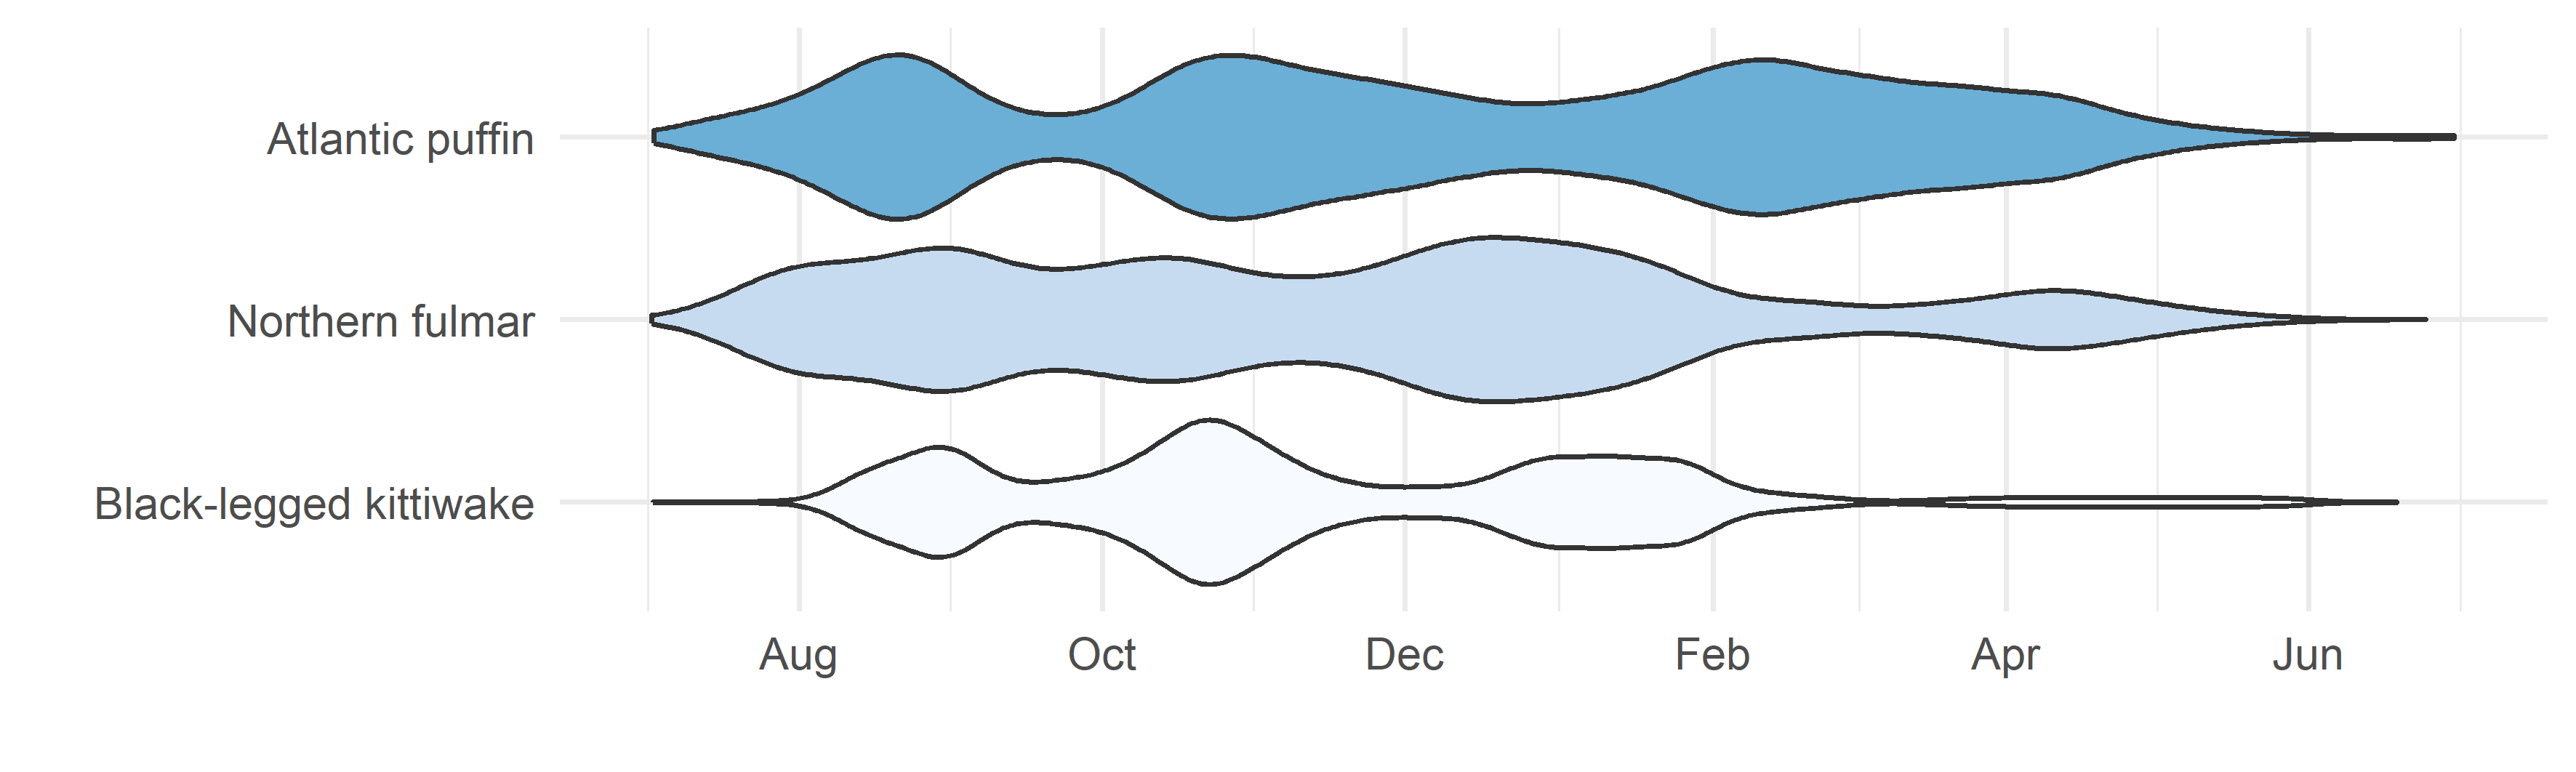 Atlantic puffin
Northern fulmar
Black-legged kittiwake
Aug Oct Dec Feb Apr Jun